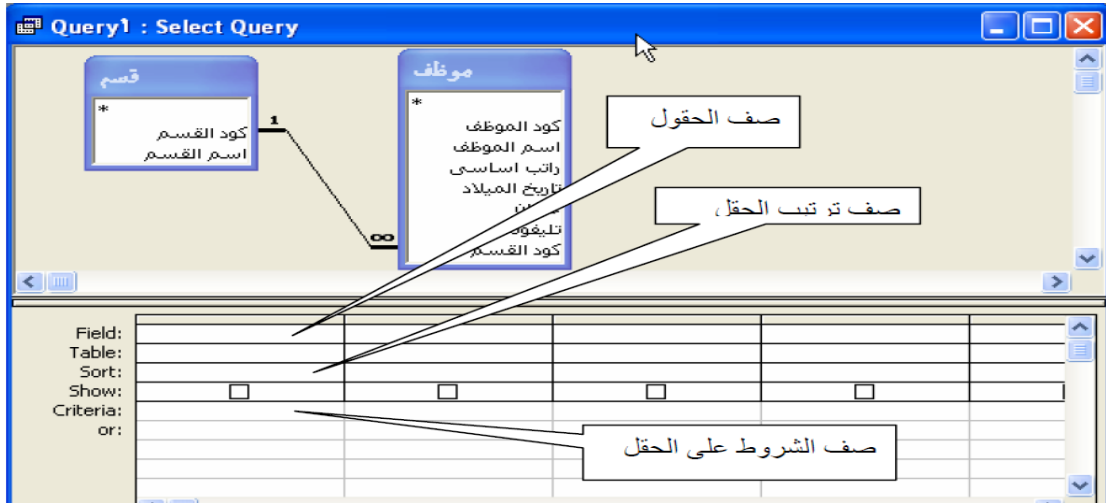 Query1 : Select Query
قسم
*
كود القسم
اسم القسم
1
∞
موظف
*
كود الموظف
اسم الموظف
راتب اساسى
تاريخ الميلاد
كود القسم
صف الحقول
صف ترتيب الحقل
Field:
Table:
Sort:
Show:
Criteria:
or:
صف الشروط على الحقل